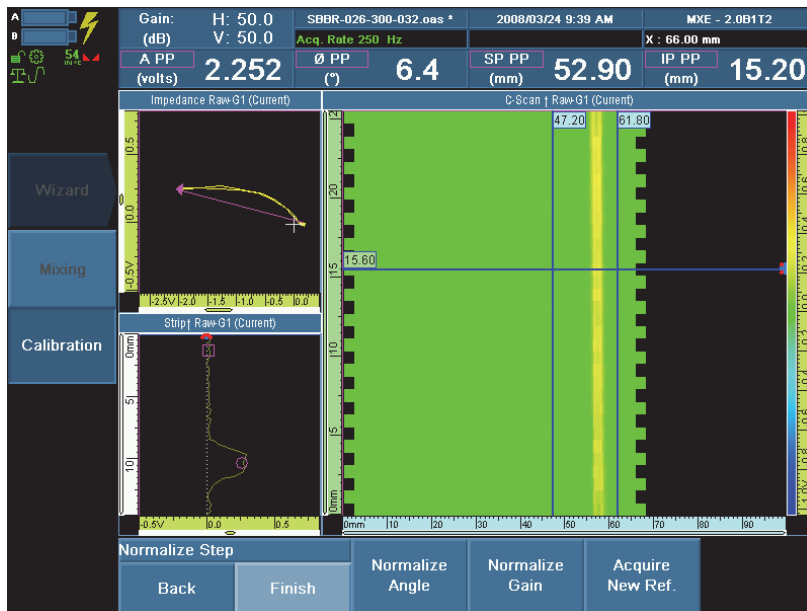 A
B
54
IN °C
Gain: H: 50.0
(dB) V: 50.0
SBBR-026-300-032.oas *
2008/03/24 9:39 AM
MXE - 2.0B1T2
Acq. Rate 250 Hz
X : 66.00 mm
A PP
(volts)
2.252
Ø PP
(°)
6.4
SP PP
(mm)
52.90
IP PP
(mm)
15.20
Impedance Raw-G1 (Current)
C-Scan † Raw-G1 (Current)
0.5
0.0
-0.5V
-2.5V -2.0 -1.5 -1.0 -0.5 0.0
47.20 61.80
20
15.60
15
10
5
0mm
0mm 10 20 30 40 50 60 70 80 90
Strip† Raw-G1 (Current)
0mm
5
10
-0.5V 0.0 0.5
Wizard
Mixing
Calibration
Normalize Step
Back
Finish
Normalize
Angle
Normalize
Gain
Acquire
New Ref.